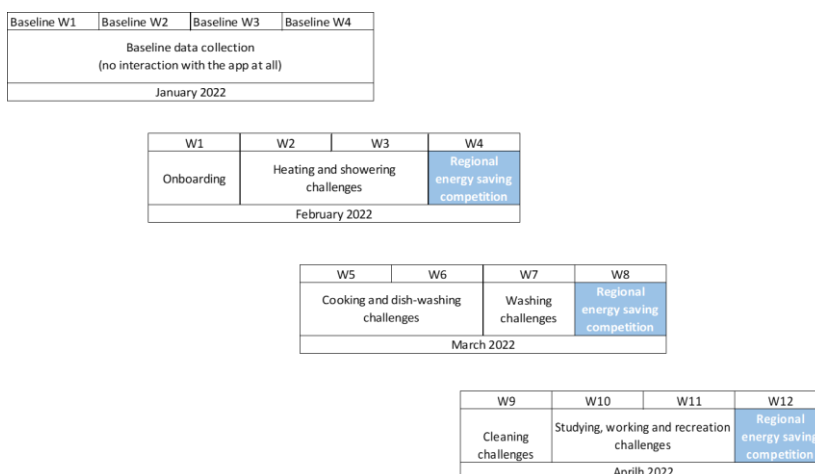 Baseline W1 Baseline W2 Baseline W3 Baseline W4
Baseline data collection
(no interaction with the app at all)
January 2022
W1 W2 W3 W4
Onboarding
Heating and showering
challenges
Regional
energy saving
competition
February 2022
W5 W6 W7 W8
Cooking and dish-washing
challenges
Washing
challenges
Regional
energy saving
competition
March 2022
W9 W10 W11 W12
Cleaning
challenges
Studying, working and recreation
challenges
Regional
energy saving
competition
Aprilh 2022